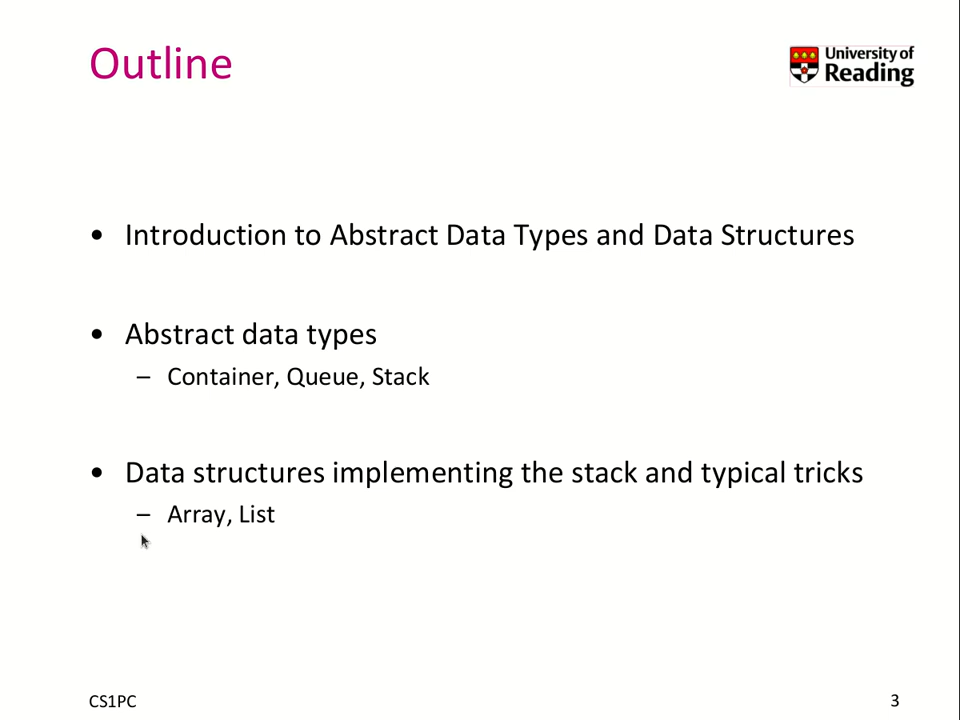 Outline
University of
Reading
• Introduction to Abstract Data Types and Data Structures
• Abstract data types
– Container, Queue, Stack
• Data structures implementing the stack and typical tricks
– Array, List
CS1PC
3